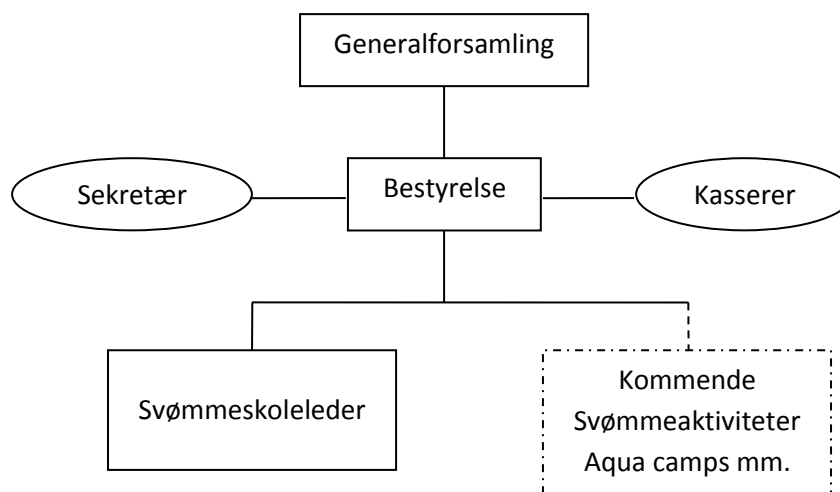 Generalforsamling
Sekretær
Bestyrelse
Kasserer
Svømmeskoleleder
Kommende
Svømmeaktiviteter
Aqua camps mm.